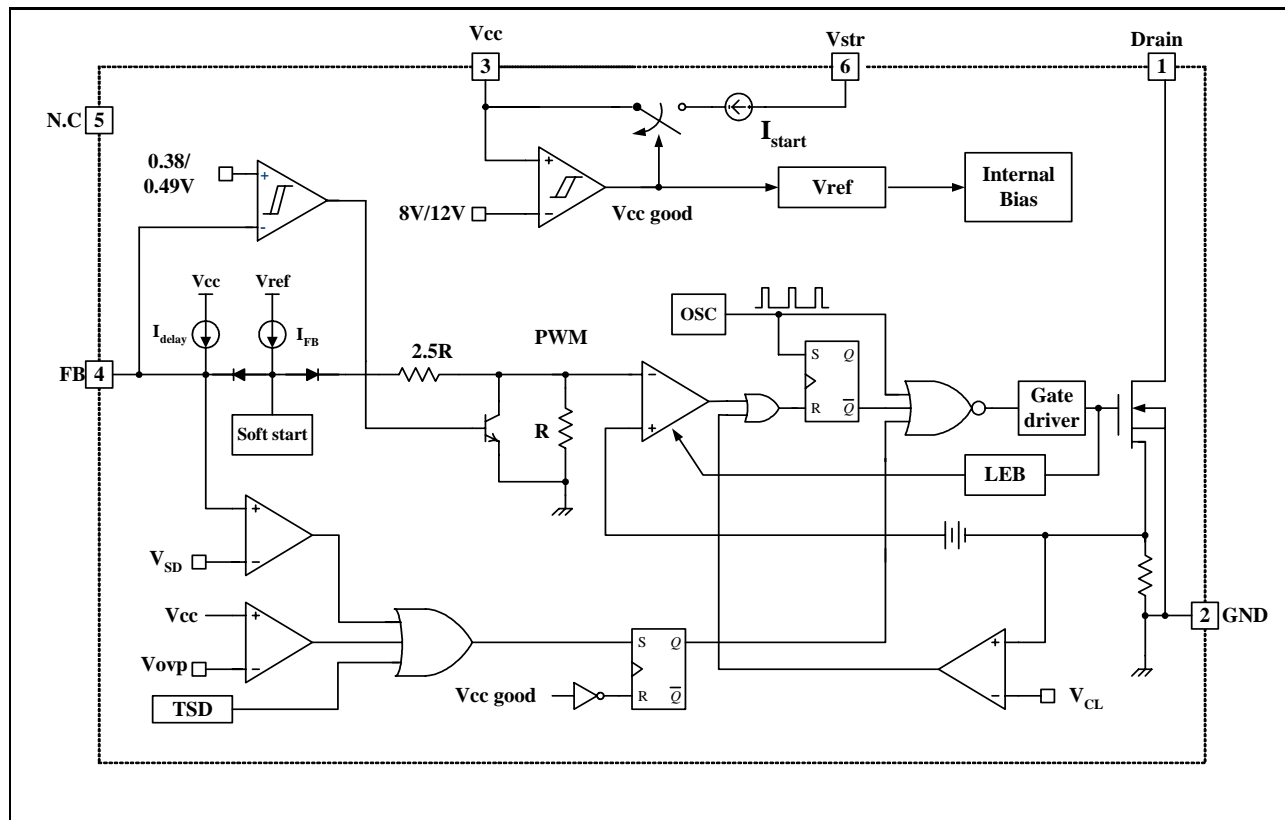 Vcc
Vstr
Drain
3
6
1
N.C
5
I start
0.38/
0.49V
+
-
+
−
8V/12V
Vcc good
Vref
Internal
Bias
Vcc
Vref
I delay
I FB
OSC
PWM
FB
4
2.5R
S
Q
R
Q
−
+
Gate
driver
Soft start
R
LEB
+
−
V SD
Vcc
+
−
Vovp
TSD
S
Q
R
Q
Vcc good
+
−
V CL
2
GND